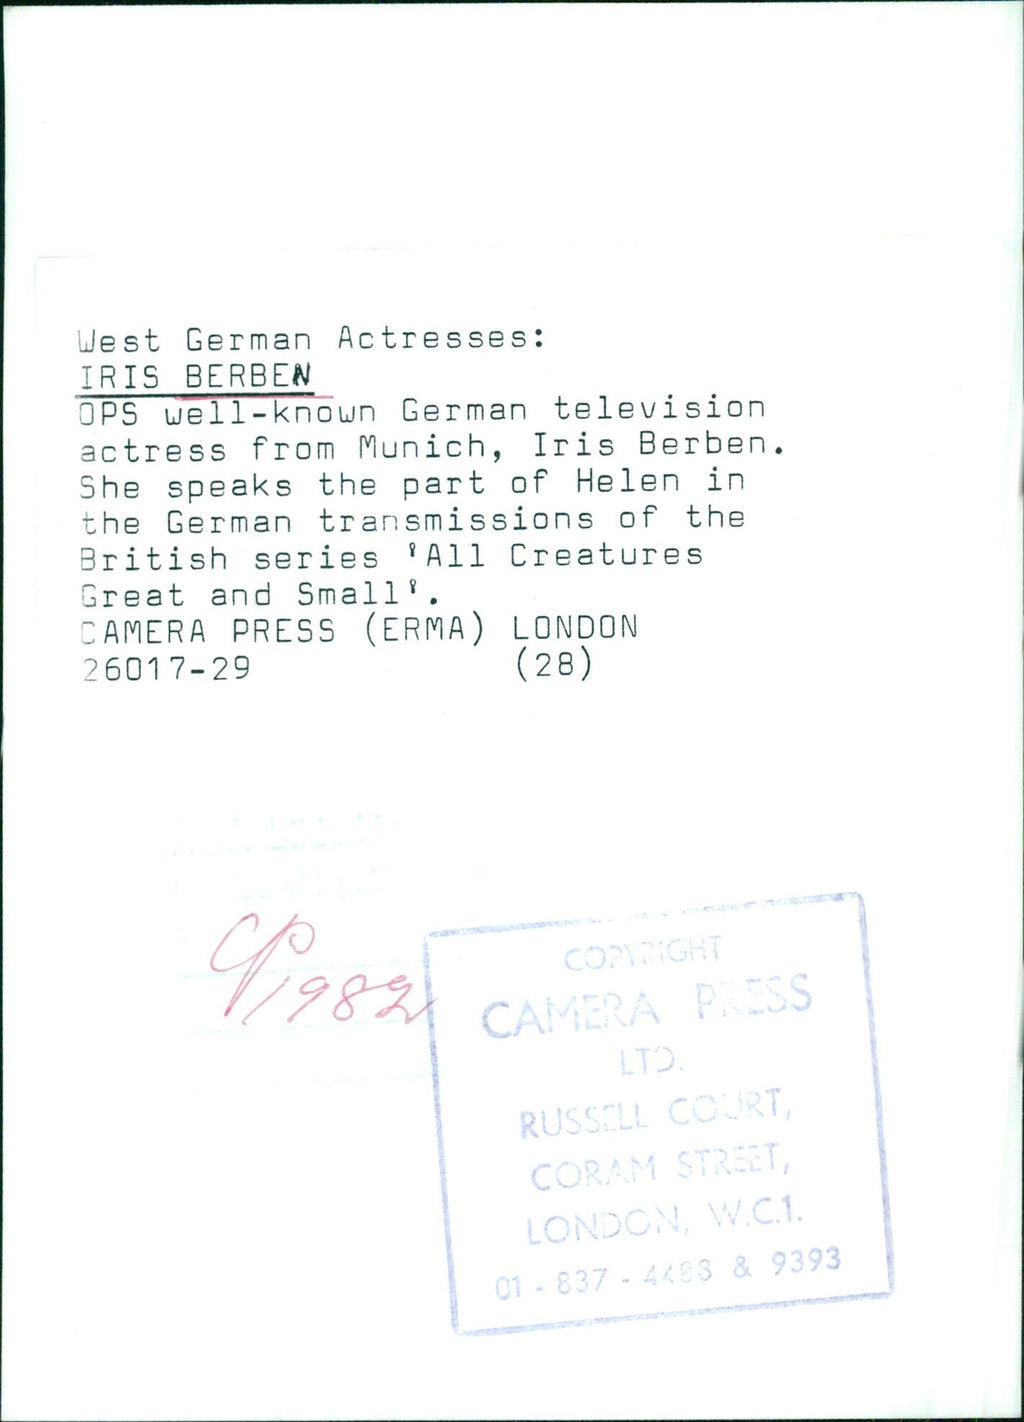 West German Actresses:
IRIS BERBEN
OPS well-known German television
actress from Munich, Iris Berben.
She speaks the part of Helen in
the German transmissions of the
British series 'All Creatures
Great and Small'.
CAMERA PRESS (ERMA) LONDON
26017-29 (28)
CP 1982
COPYRIGHT
CAMERA PRESS
LTD.
RUSSELL COURT,
CORAM STREET,
LONDON, W.C.1.
01 - 837 - 4488 & 9393